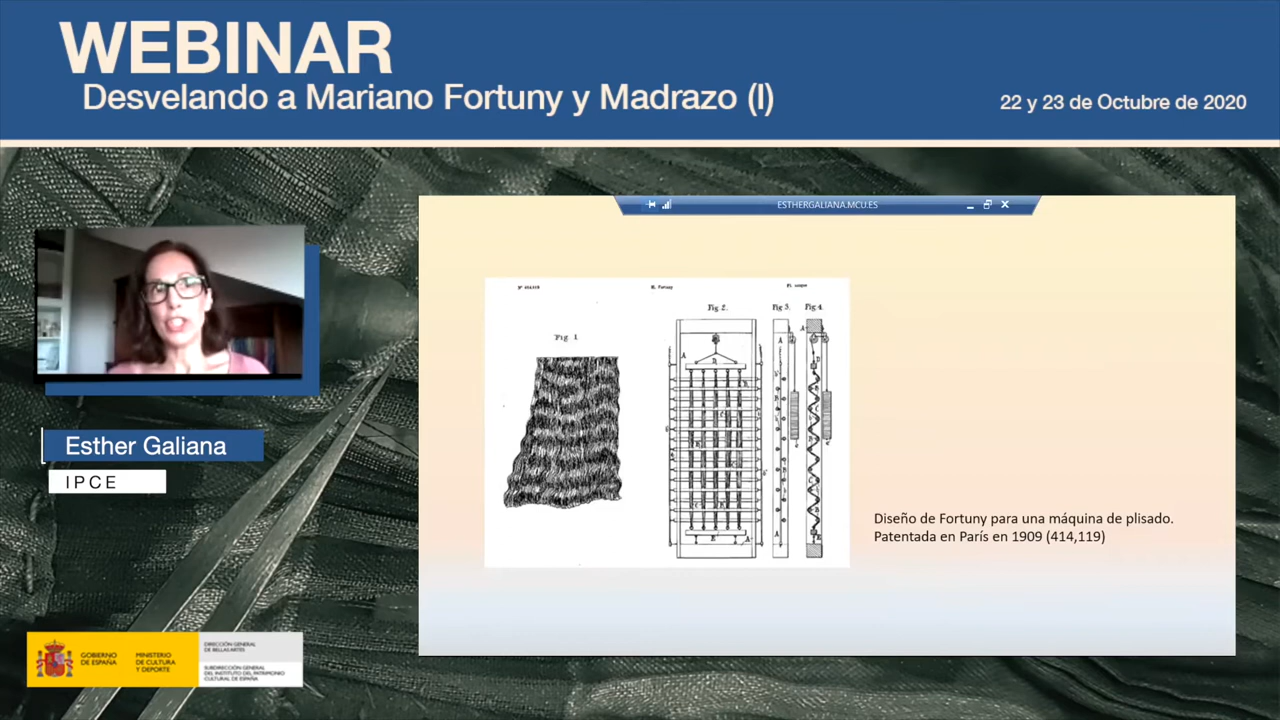 WEBINAR
Desvelando a Mariano Fortuny y Madrazo (I)
22 y 23 de Octubre de 2020
ESTHERGALIANA.MCU.ES
M. Fortuny
Fig. 1
Fig. 2.
Fig 3.
Fig 4.
Diseño de Fortuny para una máquina de plisado.
Patentada en París en 1909 (414,119)
Esther Galiana
IPCE
GOBIERNO
DE ESPAÑA
MINISTERIO
DE CULTURA
Y DEPORTE
DIRECCIÓN GENERAL
DE BELLAS ARTES
SUBDIRECCIÓN GENERAL
DEL INSTITUTO DEL PATRIMONIO
CULTURAL DE ESPAÑA